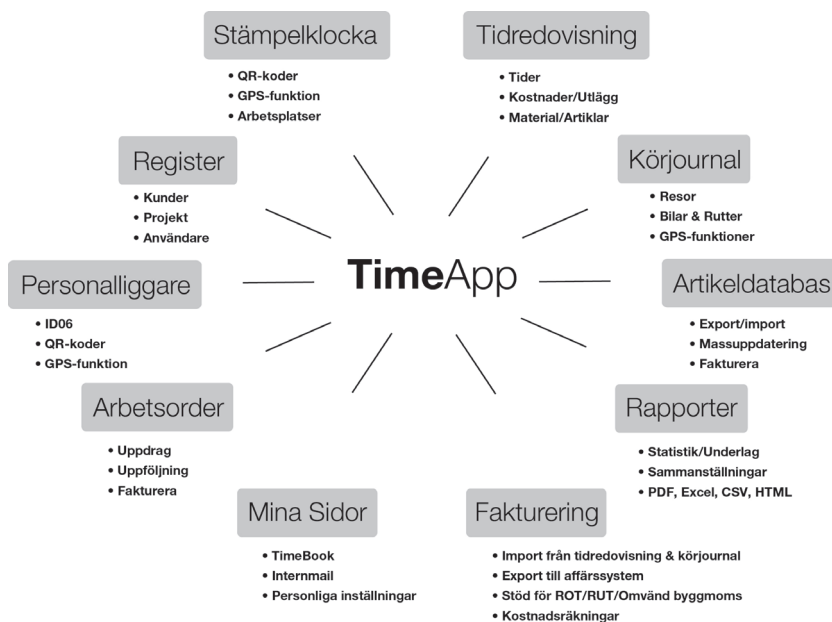 Stämpelklocka
• QR-koder
• GPS-funktion
• Arbetsplatser
Tidredovisning
• Tider
• Kostnader/Utlägg
• Material/Artiklar
Register
• Kunder
• Projekt
• Användare
Körjournal
• Resor
• Bilar & Rutter
• GPS-funktioner
TimeApp
Personalliggare
• ID06
• QR-koder
• GPS-funktion
Artikeldatabas
• Export/import
• Massuppdatering
• Fakturera
Arbetsorder
• Uppdrag
• Uppföljning
• Fakturera
Rapporter
• Statistik/Underlag
• Sammanställningar
• PDF, Excel, CSV, HTML
Mina Sidor
• TimeBook
• Internmail
• Personliga inställningar
Fakturering
• Import från tidredovisning & körjournal
• Export till affärssystem
• Stöd för ROT/RUT/Omvänd byggmoms
• Kostnadsräkningar